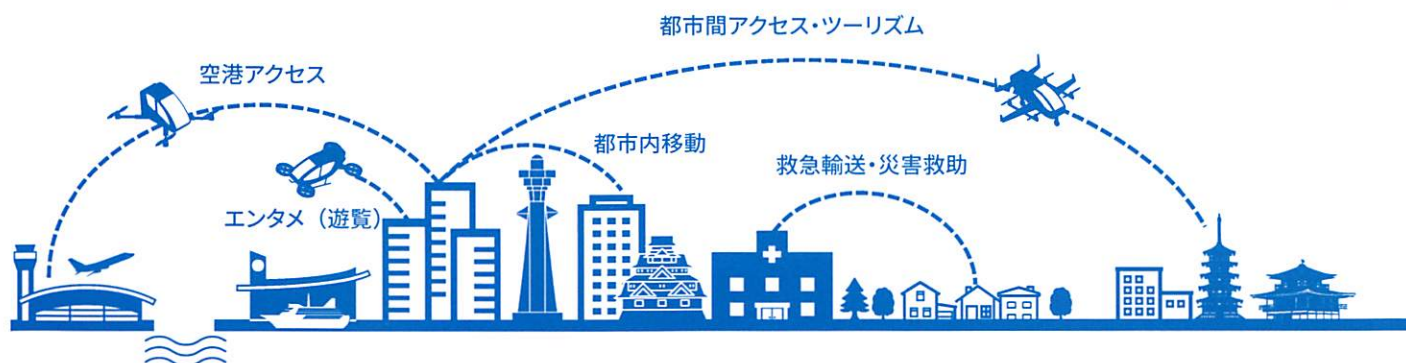 都市間アクセス・ツーリズム
空港アクセス
都市内移動
救急輸送・災害救助
エンタメ（遊覧）